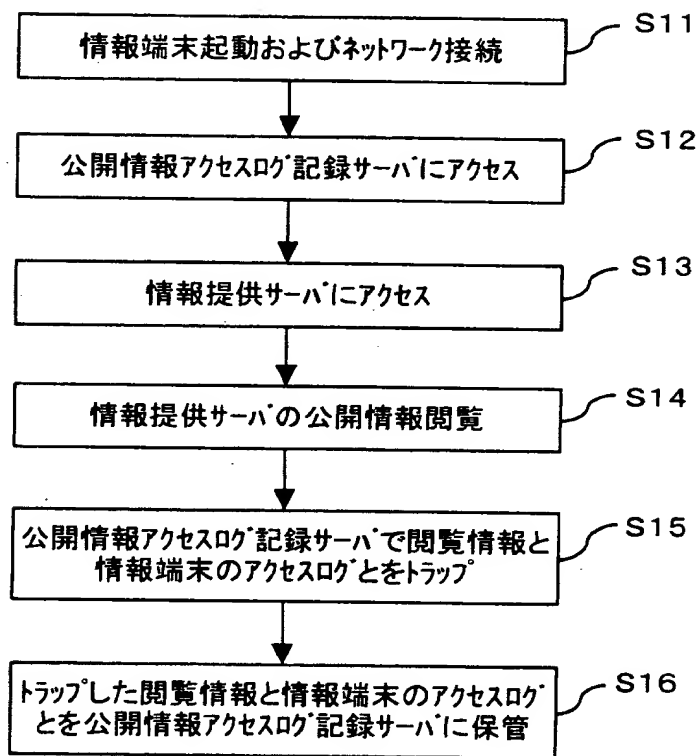 S11
情報端末起動およびネットワーク接続
S12
公開情報アクセスログ記録サーバにアクセス
S13
情報提供サーバにアクセス
S14
情報提供サーバの公開情報閲覧
S15
公開情報アクセスログ記録サーバで閲覧情報と
情報端末のアクセスログとをトラップ
S16
トラップした閲覧情報と情報端末のアクセスログ
とを公開情報アクセスログ記録サーバに保管